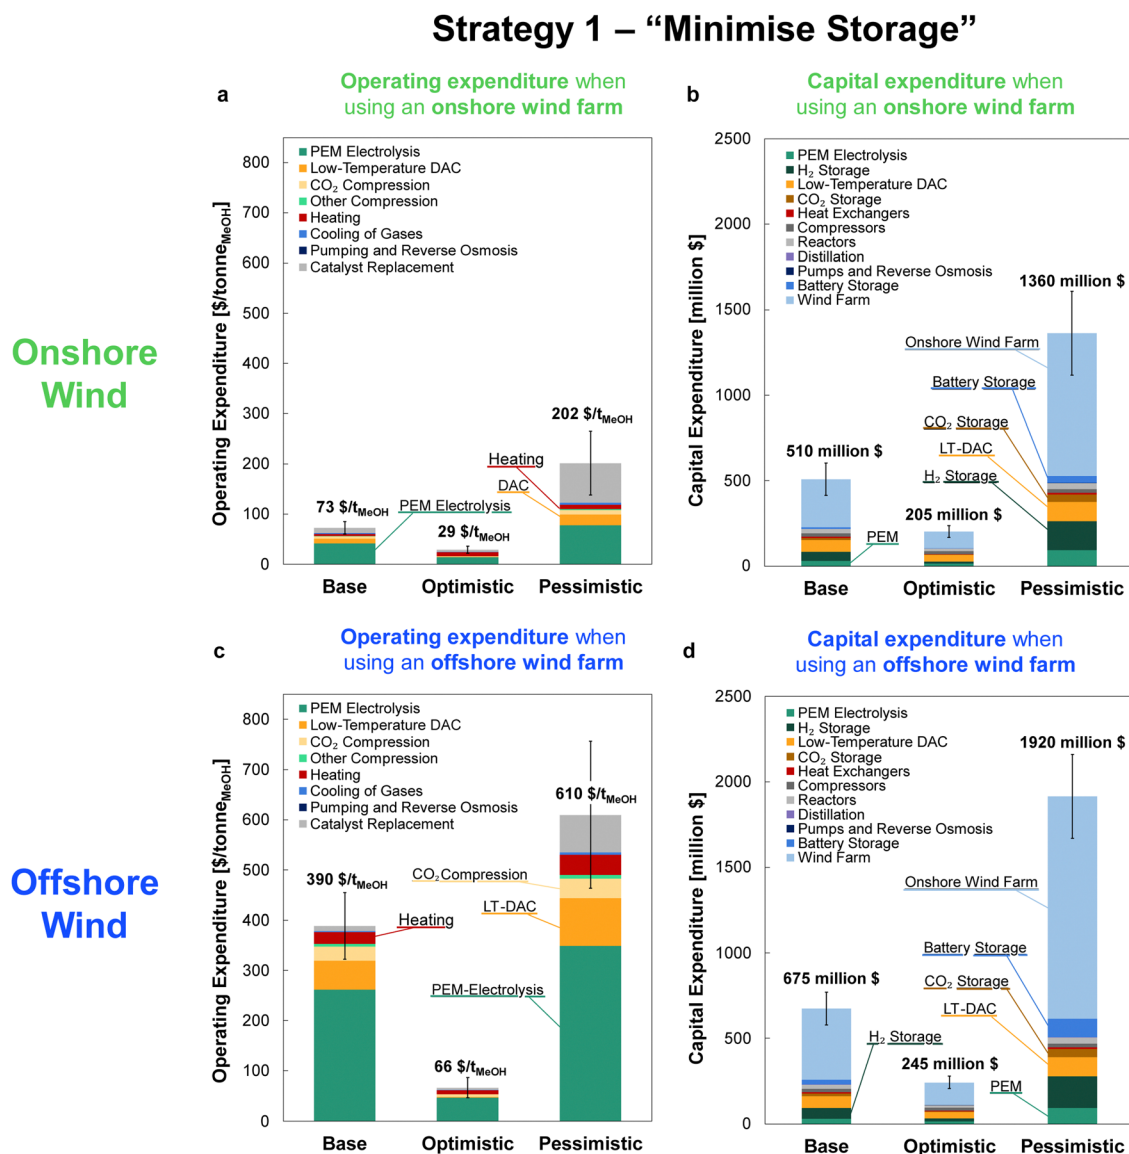 Strategy 1 – “Minimise Storage”
Onshore
Wind
a
Operating expenditure when
using an onshore wind farm
Operating Expenditure [$/tonneMeOH]
800
700
600
500
400
300
200
100
0
PEM Electrolysis
Low-Temperature DAC
CO₂ Compression
Other Compression
Heating
Cooling of Gases
Pumping and Reverse Osmosis
Catalyst Replacement
73 $/tMeOH
PEM Electrolysis
29 $/tMeOH
202 $/tMeOH
Heating
DAC
Base
Optimistic
Pessimistic
b
Capital expenditure when
using an onshore wind farm
Capital Expenditure [million $]
2500
2000
1500
1000
500
0
PEM Electrolysis
H₂ Storage
Low-Temperature DAC
CO₂ Storage
Heat Exchangers
Compressors
Reactors
Distillation
Pumps and Reverse Osmosis
Battery Storage
Wind Farm
1360 million $
Onshore Wind Farm
Battery Storage
CO₂ Storage
LT-DAC
H₂ Storage
510 million $
205 million $
PEM
Base
Optimistic
Pessimistic
Offshore
Wind
c
Operating expenditure when
using an offshore wind farm
Operating Expenditure [$/tonneMeOH]
800
700
600
500
400
300
200
100
0
PEM Electrolysis
Low-Temperature DAC
CO₂ Compression
Other Compression
Heating
Cooling of Gases
Pumping and Reverse Osmosis
Catalyst Replacement
610 $/tMeOH
390 $/tMeOH
CO₂ Compression
LT-DAC
Heating
PEM-Electrolysis
66 $/tMeOH
Base
Optimistic
Pessimistic
d
Capital expenditure when
using an offshore wind farm
Capital Expenditure [million $]
2500
2000
1500
1000
500
0
PEM Electrolysis
H₂ Storage
Low-Temperature DAC
CO₂ Storage
Heat Exchangers
Compressors
Reactors
Distillation
Pumps and Reverse Osmosis
Battery Storage
Wind Farm
1920 million $
Onshore Wind Farm
Battery Storage
CO₂ Storage
LT-DAC
675 million $
H₂ Storage
245 million $
PEM
Base
Optimistic
Pessimistic